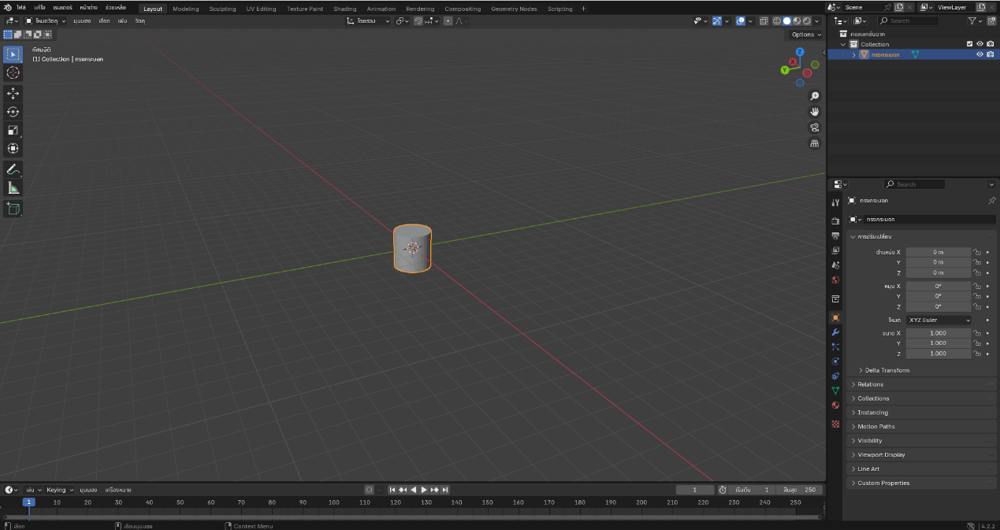 ไฟล์ แก้ไข เรนเดอร์ หน้าต่าง ช่วยเหลือ Layout Modeling Sculpting UV Editing Texture Paint Shading Animation Rendering Compositing Geometry Nodes Scripting + Scene ViewLayer
โหมดวัตถุ มุมมอง เลือก เพิ่ม วัตถุ โดยรวม Search
Options
ทัศนมิติ
(1) Collection | ทรงกระบอก
คอลเลกชันฉาก
Collection
ทรงกระบอก
Z
X
Y
Search
ทรงกระบอก
ทรงกระบอก
การปรับเปลี่ยน
ตำแหน่ง X 0 m
Y 0 m
Z 0 m
หมุน X 0°
Y 0°
Z 0°
โหมด XYZ Euler
ขนาด X 1.000
Y 1.000
Z 1.000
Delta Transform
Relations
Collections
Instancing
Motion Paths
Visibility
Viewport Display
Line Art
Custom Properties
เล่น Keying มุมมอง เครื่องหมาย 1 เริ่มต้น 1 สิ้นสุด 250
1 10 20 30 40 50 60 70 80 90 100 110 120 130 140 150 160 170 180 190 200 210 220 230 240 250
เลือก เลื่อนมุมมอง Context Menu 4.2.2